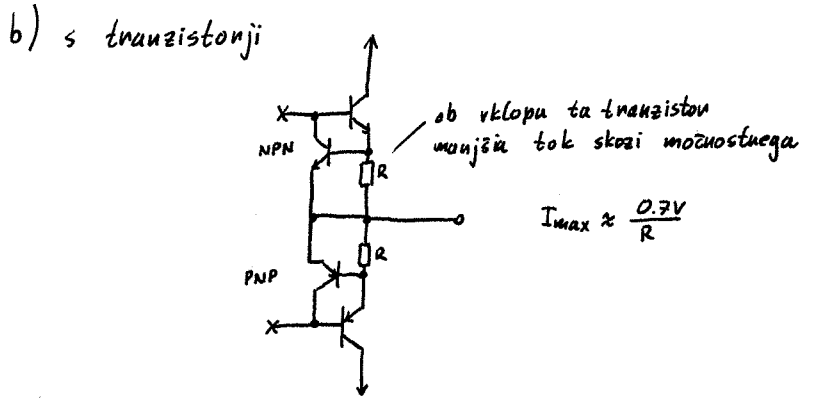 b) s tranzistorji
ob vklopu ta tranzistor
manjša tok skozi močnostnega
NPN
R
Imax ≈ 0.7V / R
R
PNP